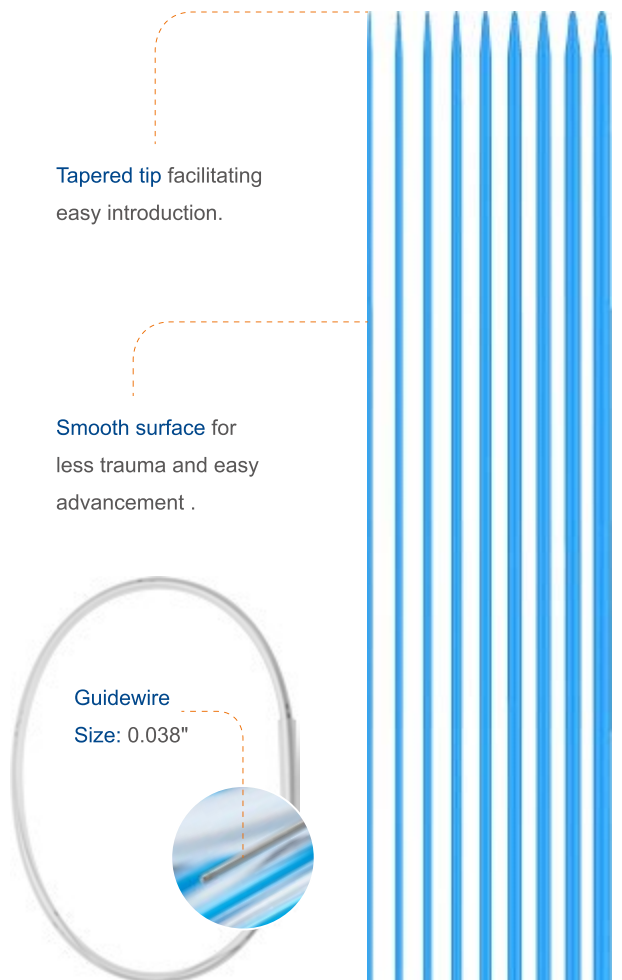 Tapered tip facilitating
easy introduction.
Smooth surface for
less trauma and easy
advancement .
Guidewire
Size: 0.038"